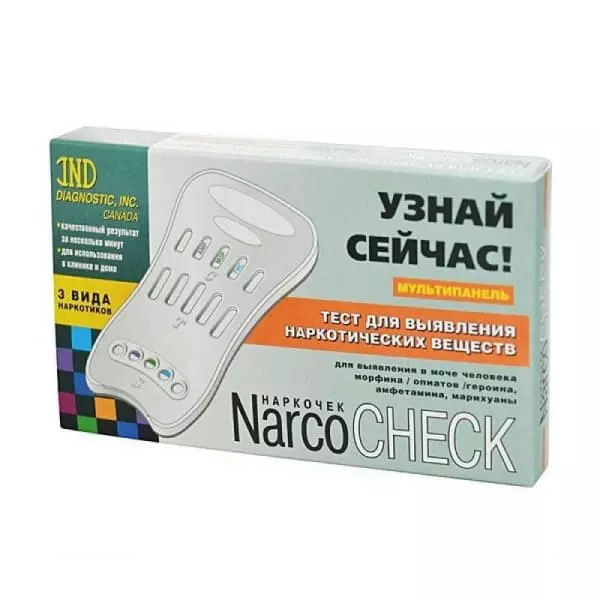 IND
DIAGNOSTIC, INC.
CANADA
• качественный результат
за несколько минут
• для использования
в клинике и дома
3 ВИДА
НАРКОТИКОВ
УЗНАЙ
СЕЙЧАС!
МУЛЬТИПАНЕЛЬ
ТЕСТ ДЛЯ ВЫЯВЛЕНИЯ
НАРКОТИЧЕСКИХ ВЕЩЕСТВ
для выявления в моче человека
морфина / опиатов /героина,
амфетамина, марихуаны
НАРКОЧЕК
NarcoCHECK
Narco